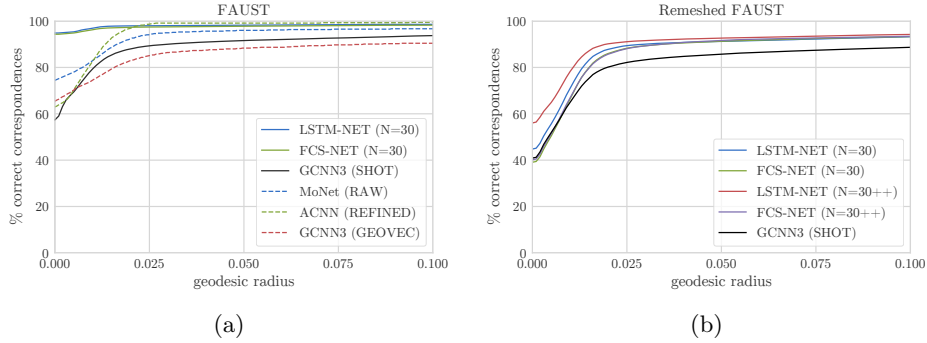 FAUST
% correct correspondences
100
80
60
40
20
0
LSTM-NET (N=30)
FCS-NET (N=30)
GCNN3 (SHOT)
MoNet (RAW)
ACNN (REFINED)
GCNN3 (GEOVEC)
0.000 0.025 0.050 0.075 0.100
geodesic radius
(a)
Remeshed FAUST
% correct correspondences
100
80
60
40
20
0
LSTM-NET (N=30)
FCS-NET (N=30)
LSTM-NET (N=30++)
FCS-NET (N=30++)
GCNN3 (SHOT)
0.000 0.025 0.050 0.075 0.100
geodesic radius
(b)